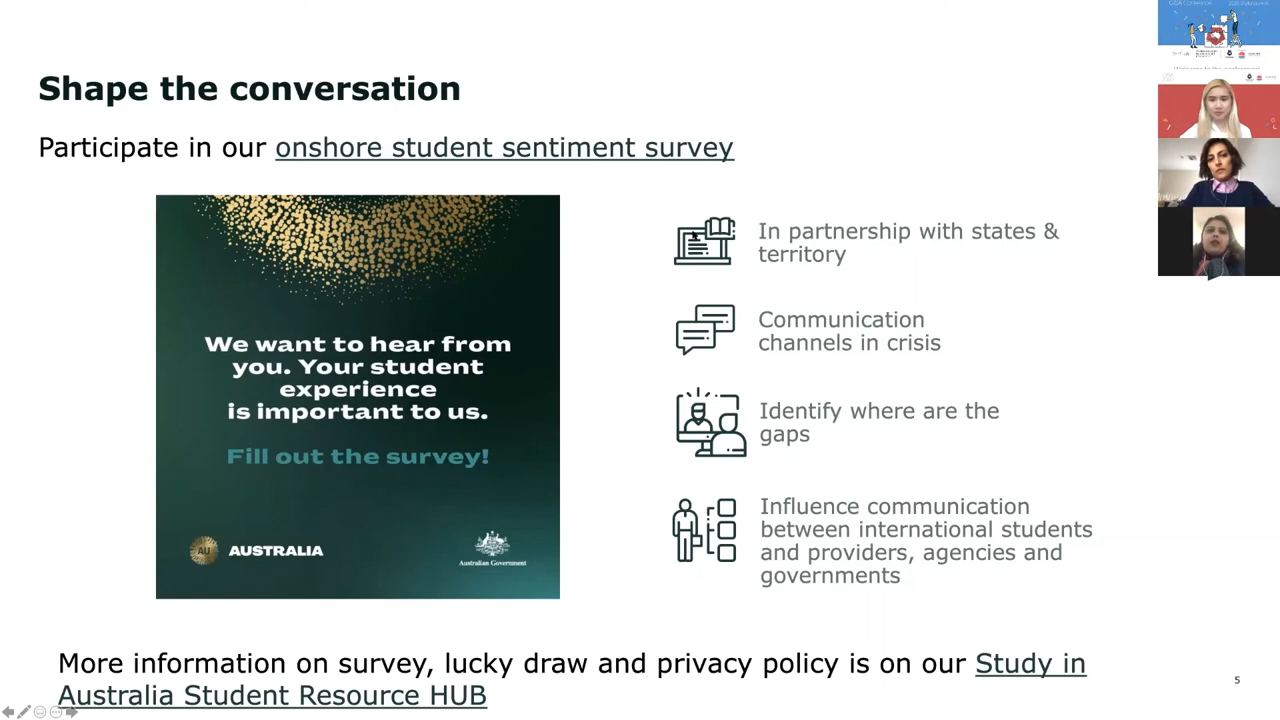 Shape the conversation
Participate in our onshore student sentiment survey
We want to hear from
you. Your student
experience
is important to us.
Fill out the survey!
AU
AUSTRALIA
Australian Government
In partnership with states &
territory
Communication
channels in crisis
Identify where are the
gaps
Influence communication
between international students
and providers, agencies and
governments
More information on survey, lucky draw and privacy policy is on our Study in
Australia Student Resource HUB
5